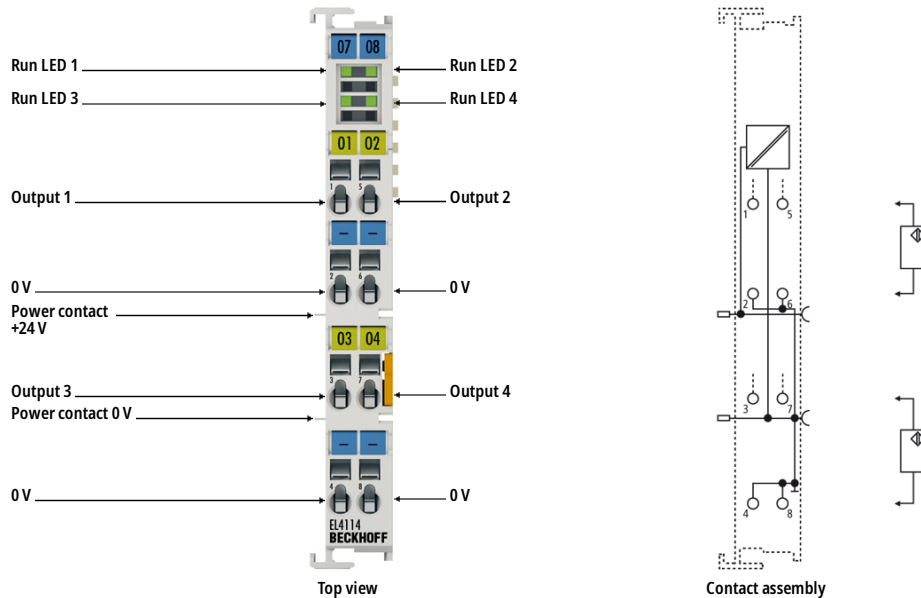 07 08
Run LED 1
Run LED 2
Run LED 3
Run LED 4
01 02
1 5
Output 1
Output 2
– –
2 6
0 V
0 V
Power contact
+24 V
03 04
3 7
Output 3
Output 4
Power contact 0 V
– –
4 8
0 V
0 V
EL4114
BECKHOFF
Top view
1 5
2 6
3 7
4 8
Contact assembly